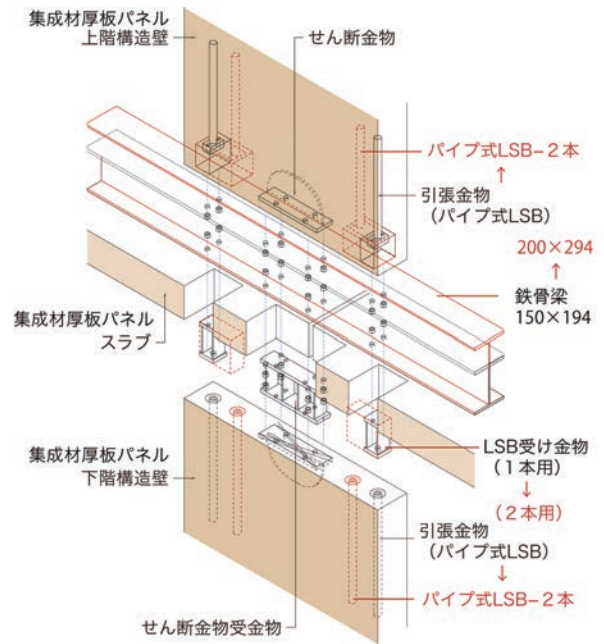 集成材厚板パネル
上階構造壁
せん断金物
パイプ式LSB−２本
↑
引張金物
（パイプ式LSB）
200×294
↑
鉄骨梁
150×194
集成材厚板パネル
スラブ
集成材厚板パネル
下階構造壁
LSB受け金物
（１本用）
↓
（２本用）
引張金物
（パイプ式LSB）
↓
パイプ式LSB−２本
せん断金物受金物